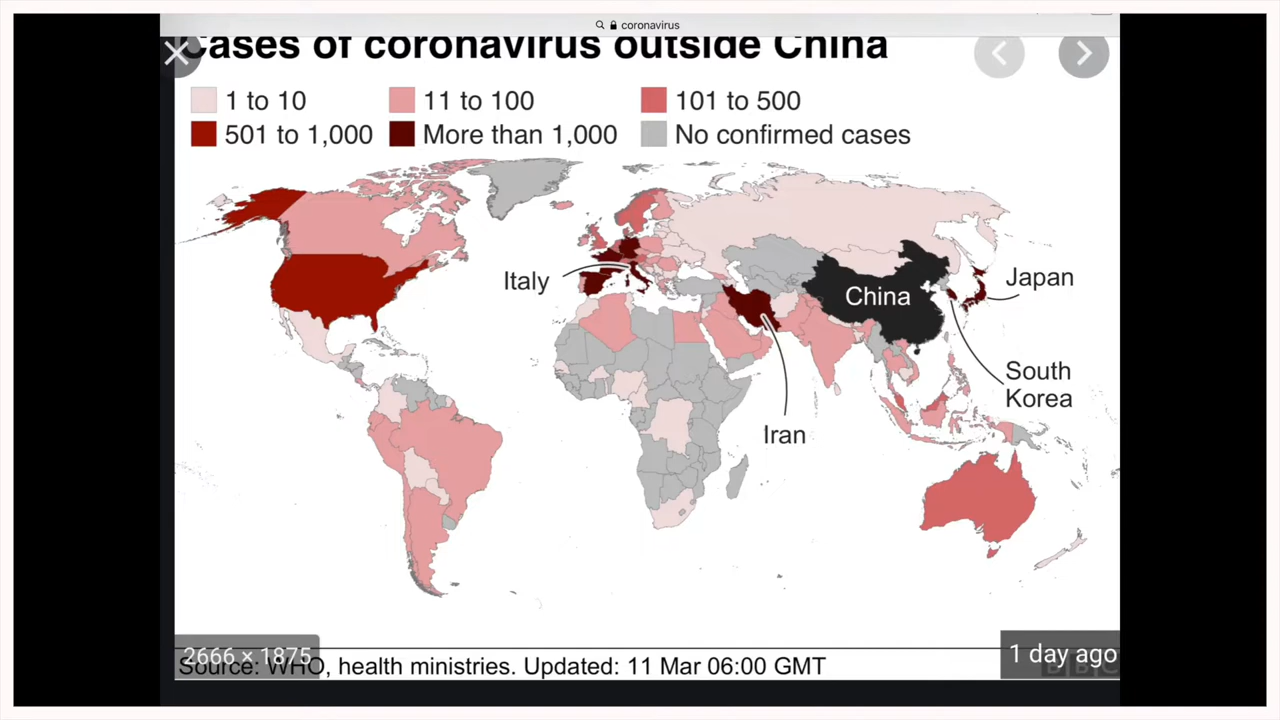 coronavirus
Cases of coronavirus outside China
1 to 10
11 to 100
101 to 500
501 to 1,000
More than 1,000
No confirmed cases
Italy
China
Japan
South
Korea
Iran
2666 × 1875
1 day ago
Source: WHO, health ministries. Updated: 11 Mar 06:00 GMT
BBC